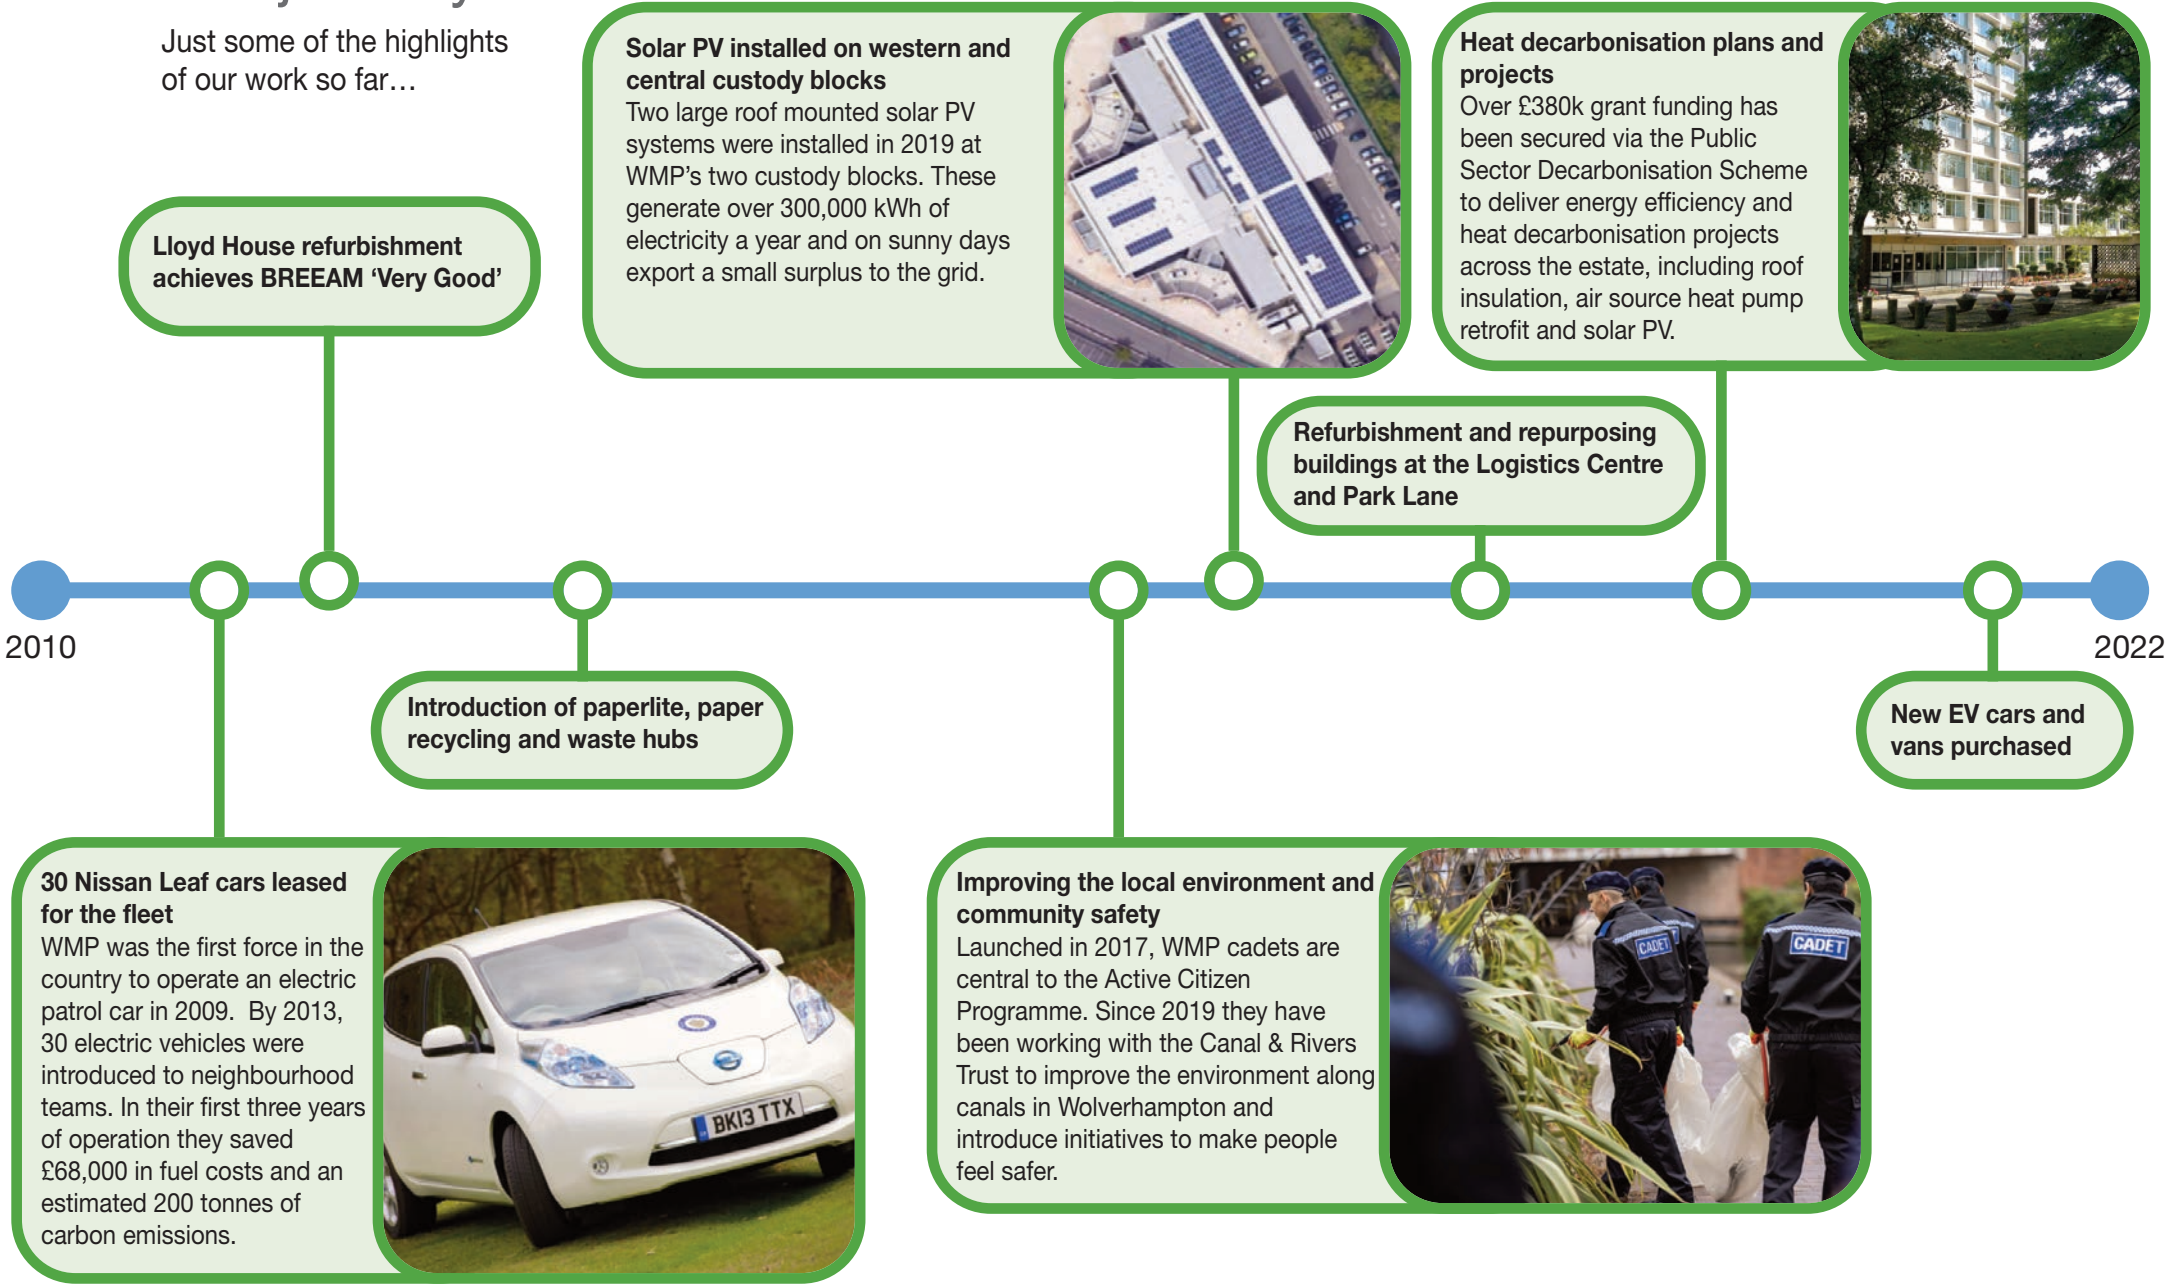 Just some of the highlights
of our work so far…
Lloyd House refurbishment
achieves BREEAM ‘Very Good’
Solar PV installed on western and
central custody blocks
Two large roof mounted solar PV
systems were installed in 2019 at
WMP’s two custody blocks. These
generate over 300,000 kWh of
electricity a year and on sunny days
export a small surplus to the grid.
Heat decarbonisation plans and
projects
Over £380k grant funding has
been secured via the Public
Sector Decarbonisation Scheme
to deliver energy efficiency and
heat decarbonisation projects
across the estate, including roof
insulation, air source heat pump
retrofit and solar PV.
Refurbishment and repurposing
buildings at the Logistics Centre
and Park Lane
2010
2022
Introduction of paperlite, paper
recycling and waste hubs
New EV cars and
vans purchased
30 Nissan Leaf cars leased
for the fleet
WMP was the first force in the
country to operate an electric
patrol car in 2009.  By 2013,
30 electric vehicles were
introduced to neighbourhood
teams. In their first three years
of operation they saved
£68,000 in fuel costs and an
estimated 200 tonnes of
carbon emissions.
BK13 TTX
Improving the local environment and
community safety
Launched in 2017, WMP cadets are
central to the Active Citizen
Programme. Since 2019 they have
been working with the Canal & Rivers
Trust to improve the environment along
canals in Wolverhampton and
introduce initiatives to make people
feel safer.
CADET
CADET